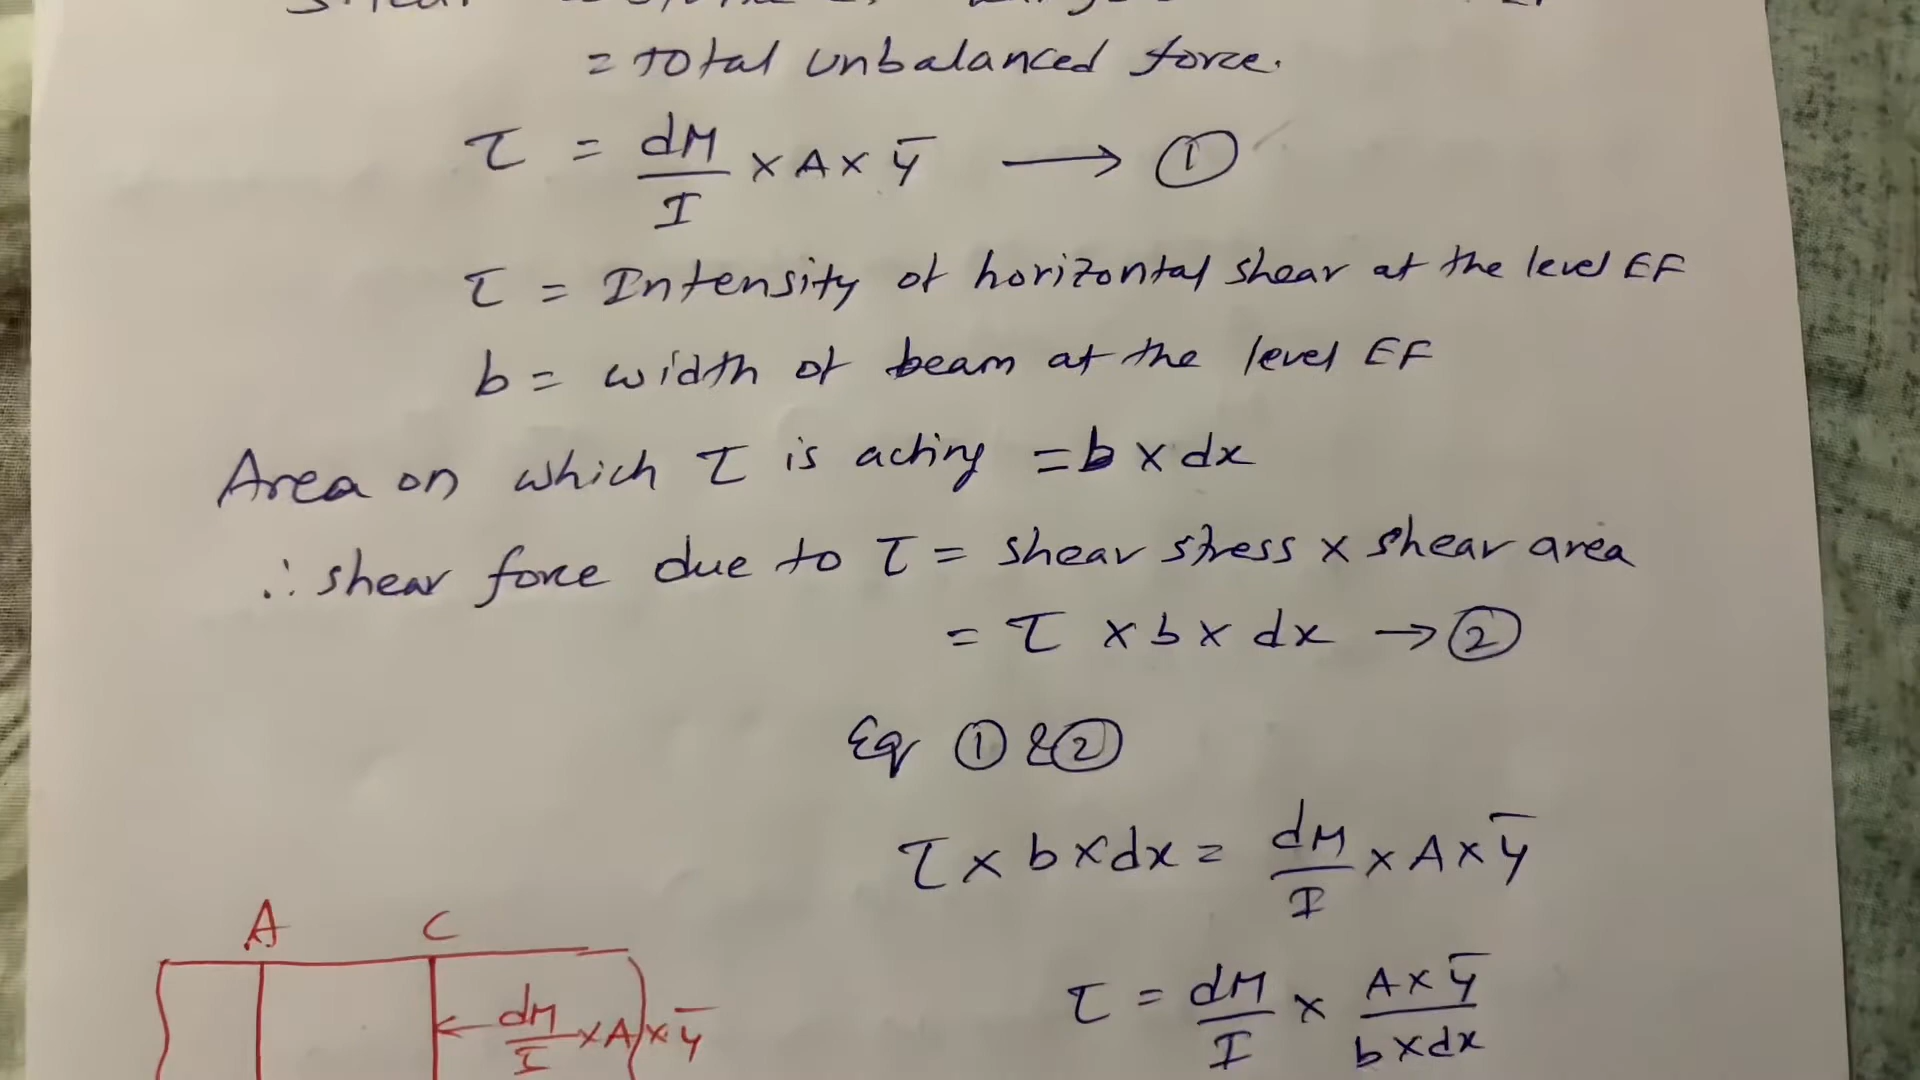 = total unbalanced force.
τ = dM/I × A × ȳ → ①
τ = Intensity of horizontal shear at the level EF
b = width of beam at the level EF
Area on which τ is acting = b × dx
∴ shear force due to τ = shear stress × shear area
= τ × b × dx → ②
Eq ① & ②
τ × b × dx = dM/I × A × ȳ
A C
τ = dM/I × A × ȳ / b × dx
dM/I × A × ȳ